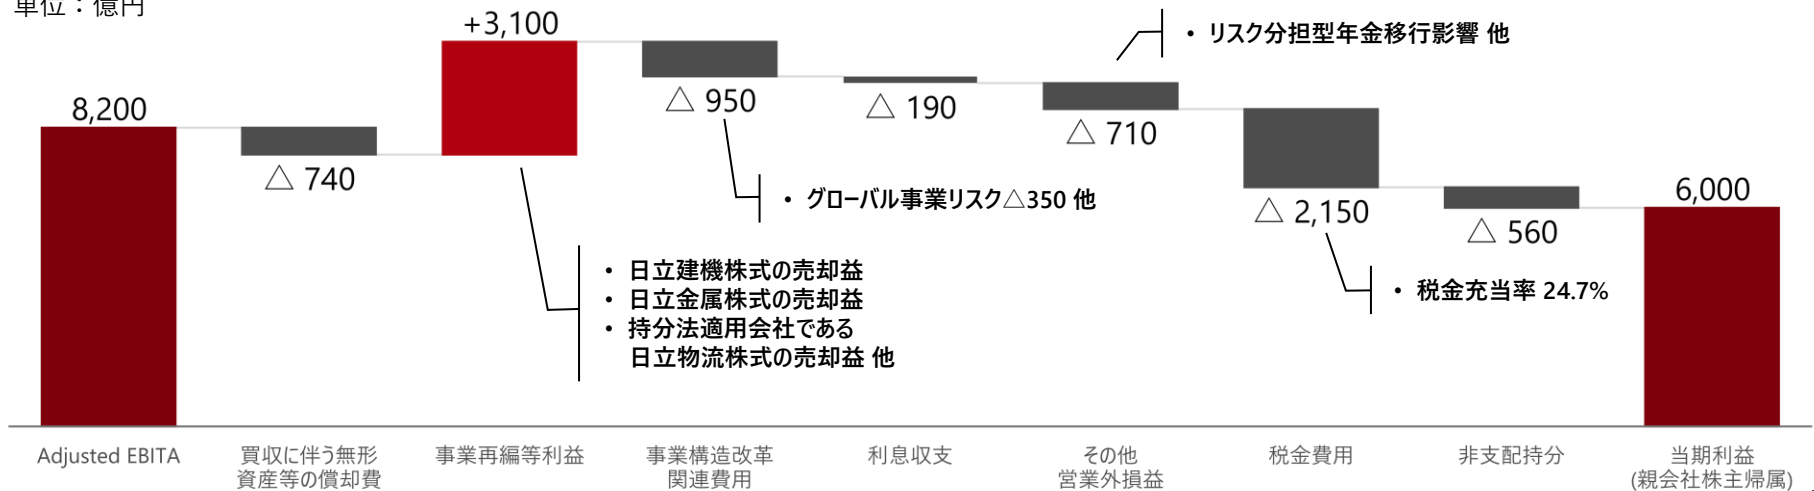 単位：億円
8,200
△ 740
+3,100
△ 950
△ 190
△ 710
△ 2,150
△ 560
6,000
• リスク分担型年金移行影響 他
• グローバル事業リスク△350 他
• 日立建機株式の売却益
• 日立金属株式の売却益
• 持分法適用会社である
日立物流株式の売却益 他
• 税金充当率 24.7%
Adjusted EBITA
買収に伴う無形
資産等の償却費
事業再編等利益
事業構造改革
関連費用
利息収支
その他
営業外損益
税金費用
非支配持分
当期利益
(親会社株主帰属)